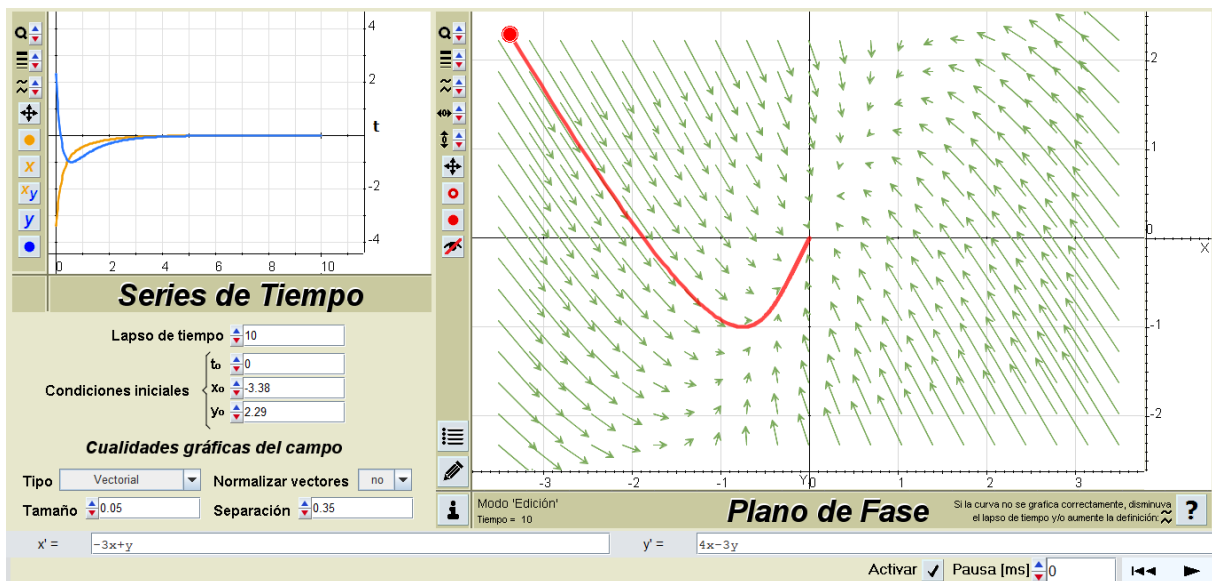 4
2
t
-2
-4
0 2 4 6 8 10
x
xy
y
Series de Tiempo
Lapso de tiempo 10
Condiciones iniciales
to 0
xo -3.38
yo 2.29
Cualidades gráficas del campo
Tipo Vectorial Normalizar vectores no
Tamaño 0.05 Separación 0.35
2
1
0
X
-1
-2
-3 -2 -1 Y 0 1 2 3
Modo 'Edición'
Tiempo = 10
Plano de Fase
Si la curva no se grafica correctamente, disminuya
el lapso de tiempo y/o aumente la definición:
?
x' = -3x+y y' = 4x-3y
Activar Pausa [ms] 0